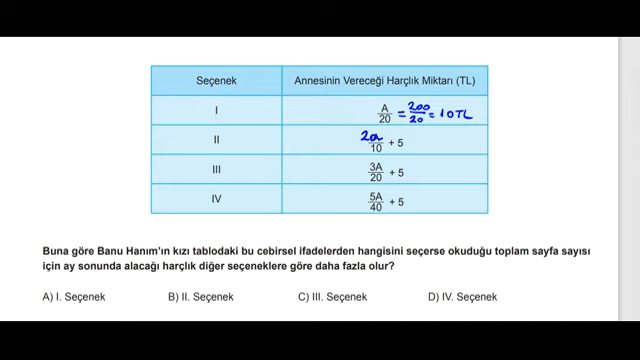 Seçenek Annesinin Vereceği Harçlık Miktarı (TL)
I A/20 = 200/20 = 10TL
II 20/10 + 5
III 3A/20 + 5
IV 5A/40 + 5
Buna göre Banu Hanım'ın kızı tablodaki bu cebirsel ifadelerden hangisini seçerse okuduğu toplam sayfa sayısı
için ay sonunda alacağı harçlık diğer seçeneklere göre daha fazla olur?
A) I. Seçenek B) II. Seçenek C) III. Seçenek D) IV. Seçenek